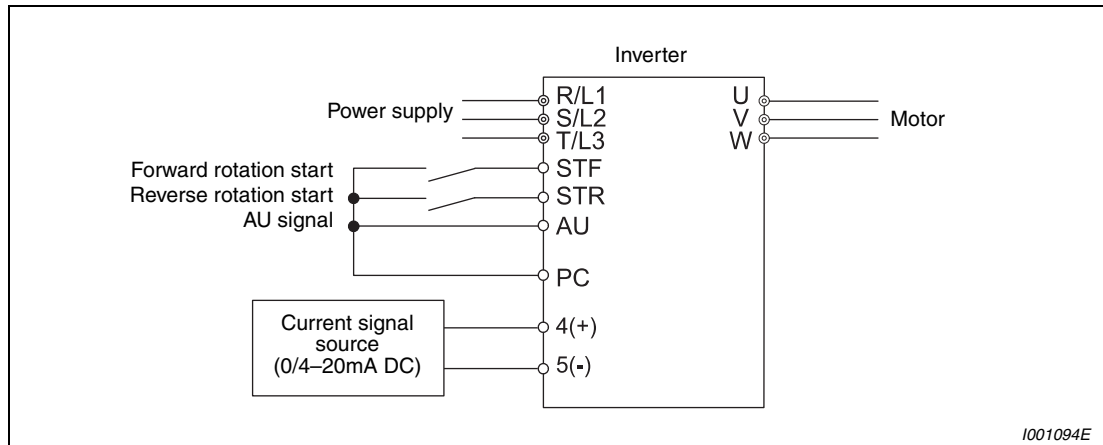 Inverter
Power supply
R/L1
S/L2
T/L3
U
V
W
Motor
Forward rotation start
STF
Reverse rotation start
STR
AU signal
AU
PC
Current signal
source
(0/4–20mA DC)
4(+)
5(-)
I001094E